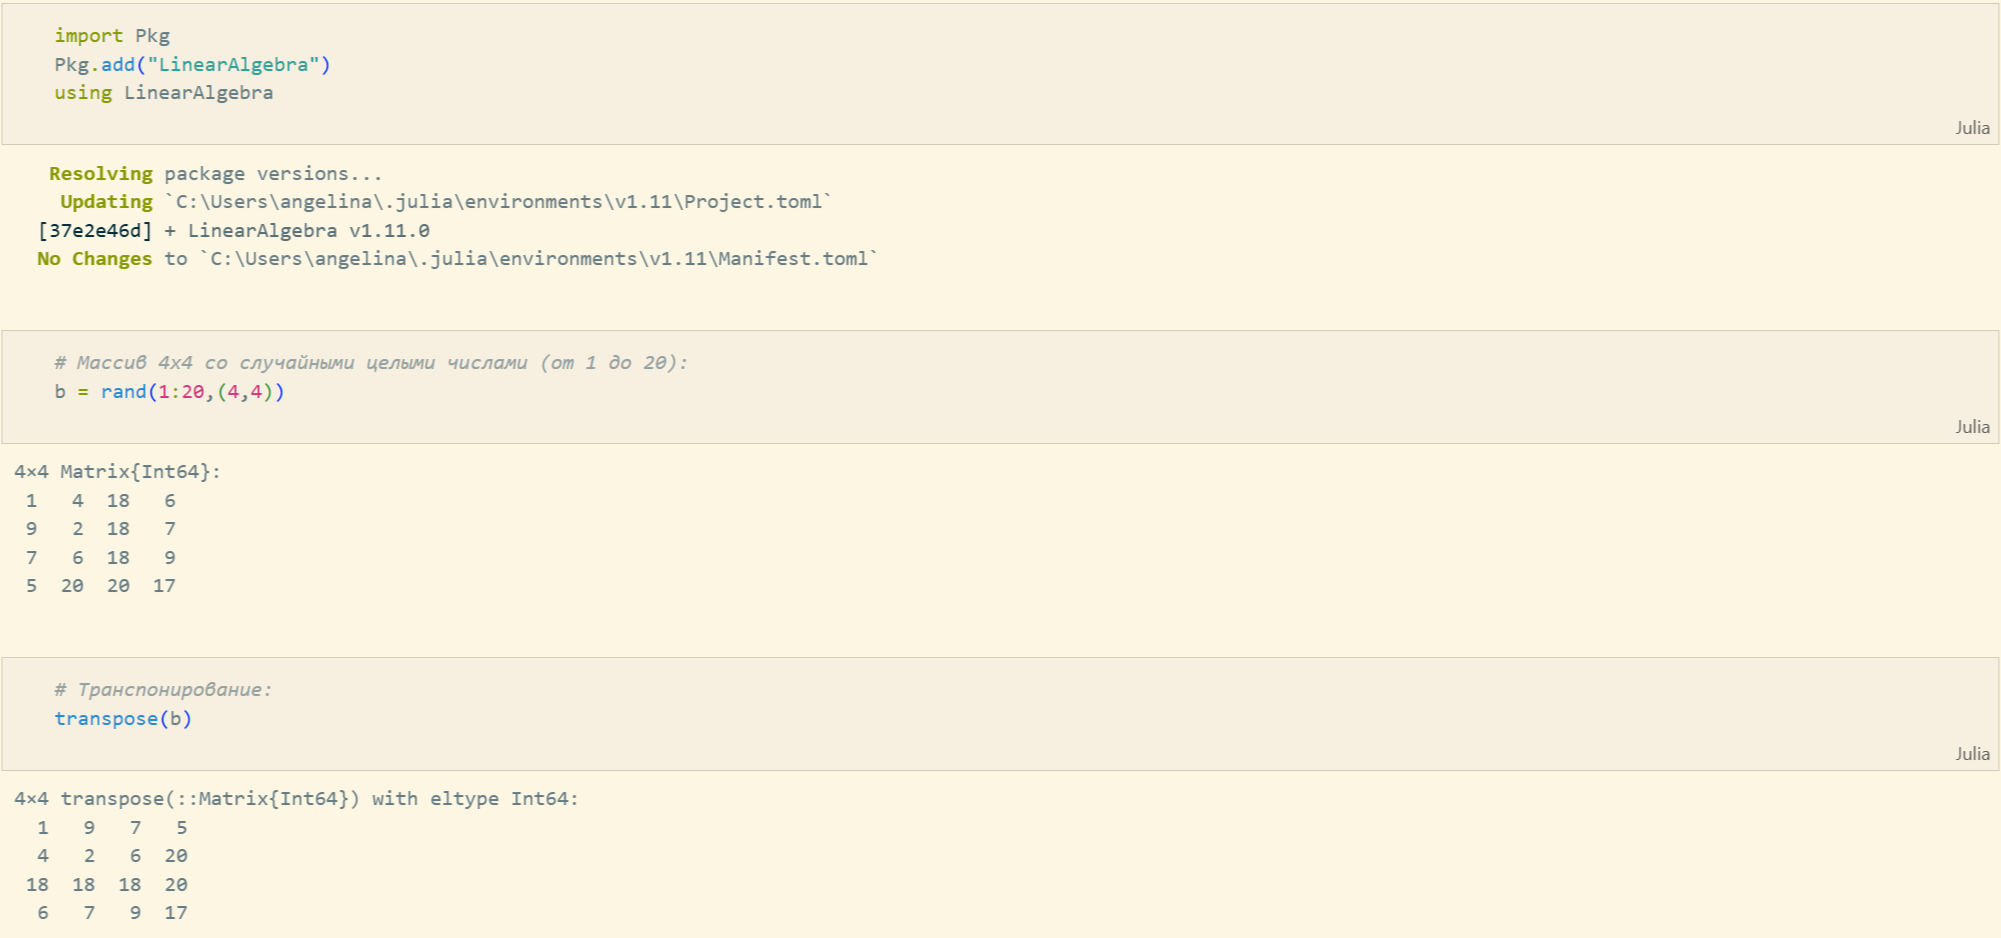 import Pkg
Pkg.add("LinearAlgebra")
using LinearAlgebra
Julia
Resolving package versions...
Updating `C:\Users\angelina\.julia\environments\v1.11\Project.toml`
[37e2e46d] + LinearAlgebra v1.11.0
No Changes to `C:\Users\angelina\.julia\environments\v1.11\Manifest.toml`
# Массив 4x4 со случайными целыми числами (от 1 до 20):
b = rand(1:20,(4,4))
Julia
4×4 Matrix{Int64}:
1 4 18 6
9 2 18 7
7 6 18 9
5 20 20 17
# Транспонирование:
transpose(b)
Julia
4×4 transpose(::Matrix{Int64}) with eltype Int64:
1 9 7 5
4 2 6 20
18 18 18 20
6 7 9 17